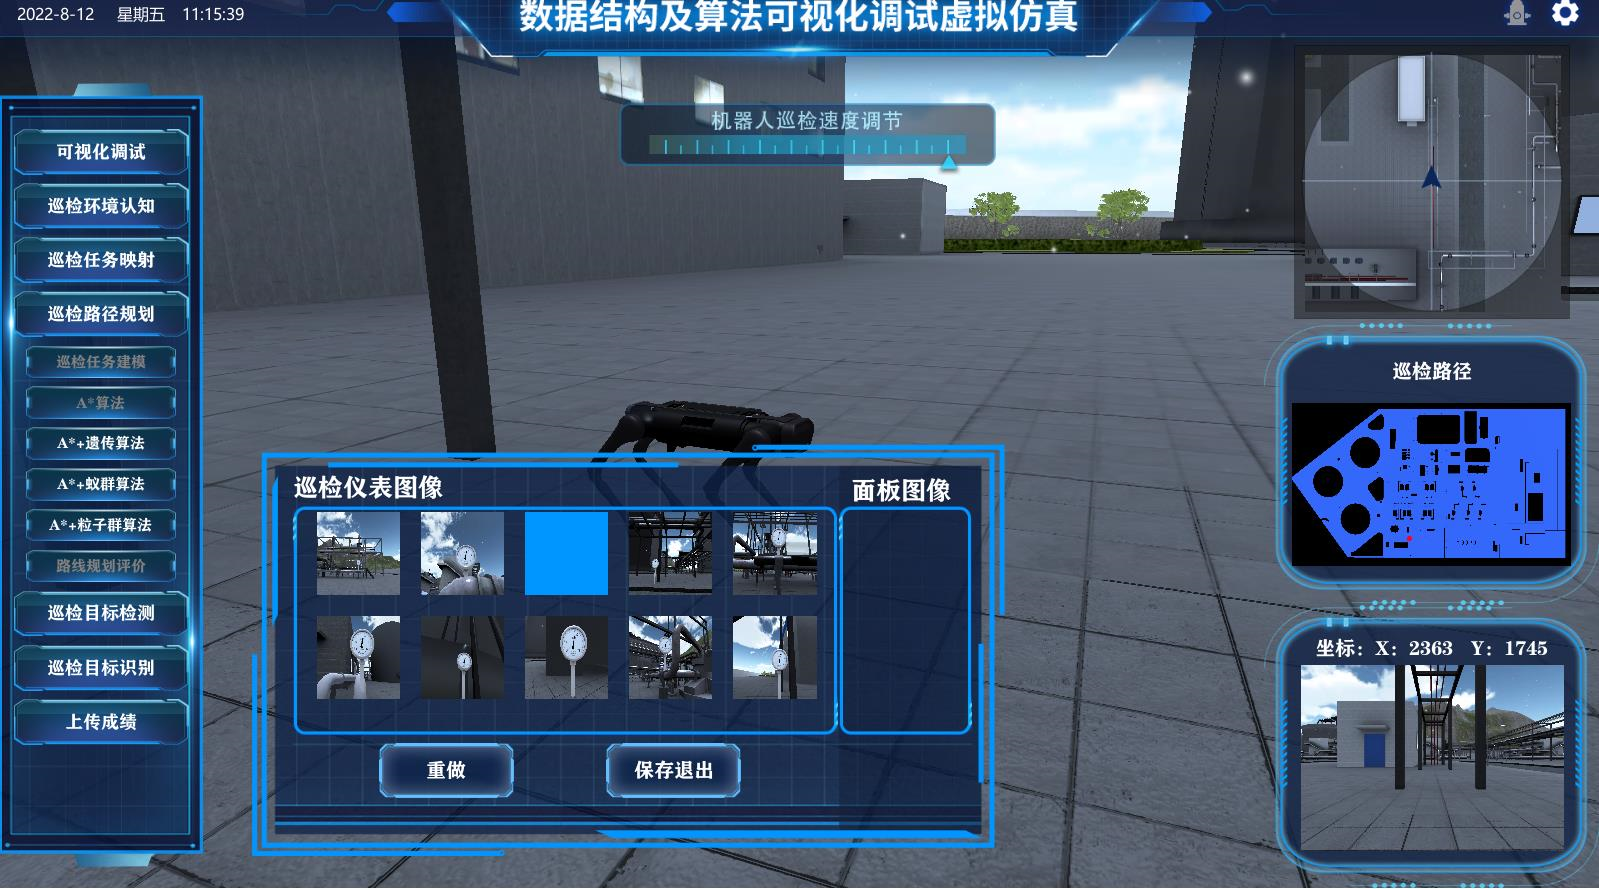 2022-8-12 星期五 11:15:39
数据结构及算法可视化调试虚拟仿真
机器人巡检速度调节
可视化调试
巡检环境认知
巡检任务映射
巡检路径规划
巡检任务建模
A*算法
A*+遗传算法
A*+蚁群算法
A*+粒子群算法
路线规划评价
巡检目标检测
巡检目标识别
上传成绩
巡检仪表图像
面板图像
重做
保存退出
巡检路径
坐标: X: 2363 Y: 1745